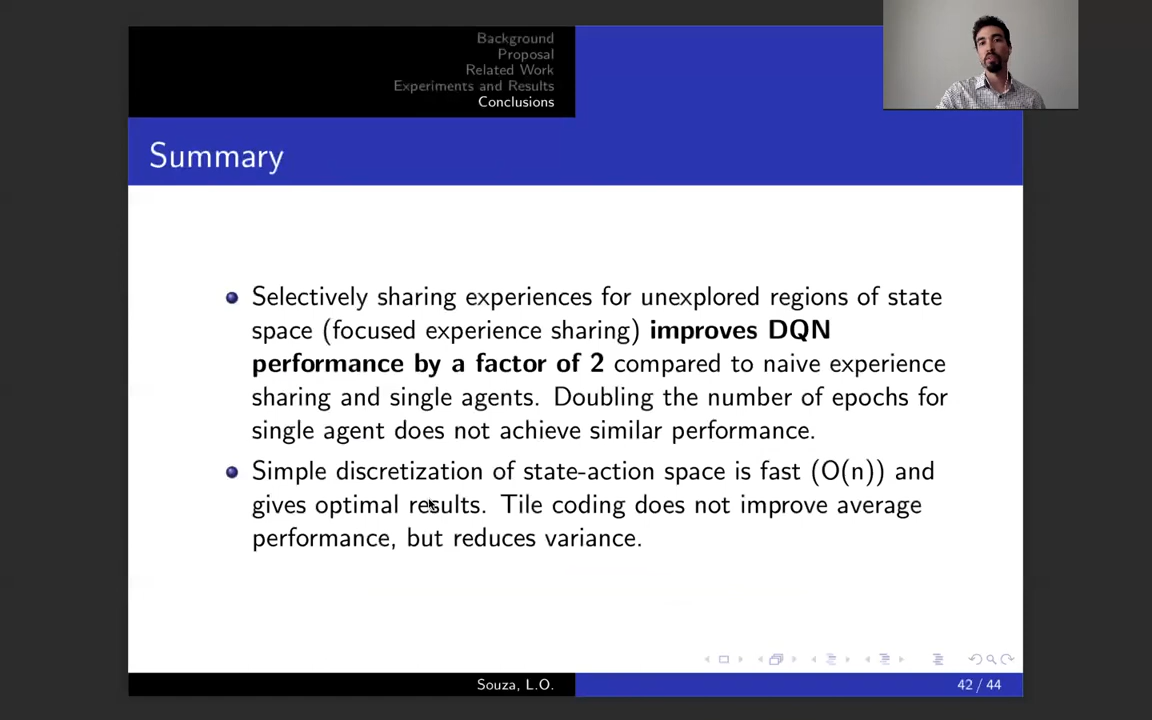 Background
Proposal
Related Work
Experiments and Results
Conclusions
Summary
Selectively sharing experiences for unexplored regions of state
space (focused experience sharing) improves DQN
performance by a factor of 2 compared to naive experience
sharing and single agents. Doubling the number of epochs for
single agent does not achieve similar performance.
Simple discretization of state-action space is fast (O(n)) and
gives optimal results. Tile coding does not improve average
performance, but reduces variance.
Souza, L.O.
42 / 44